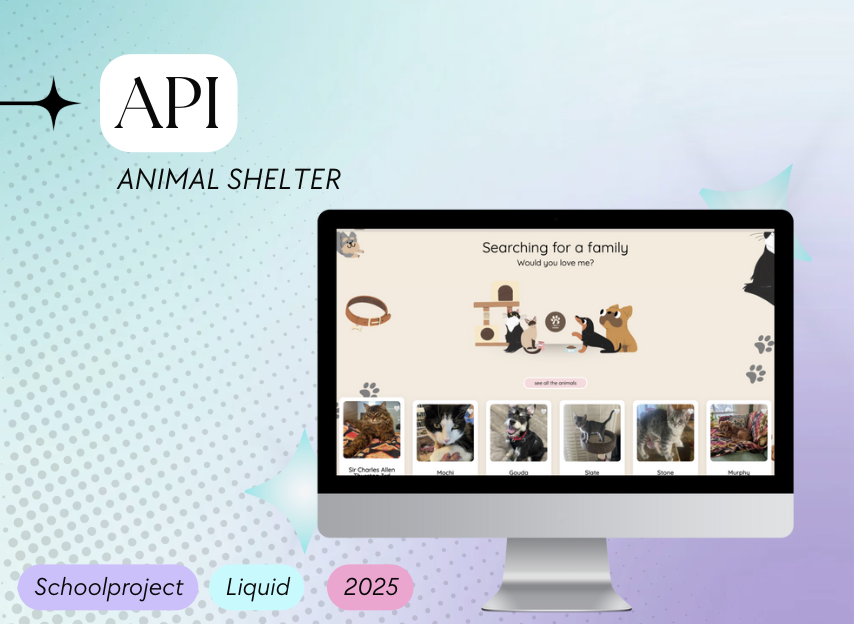 API
ANIMAL SHELTER
Searching for a family
Would you love me?
see all the animals
Sir Charles Allen
Mochi
Gouda
Slate
Stone
Murphy
Schoolproject
Liquid
2025